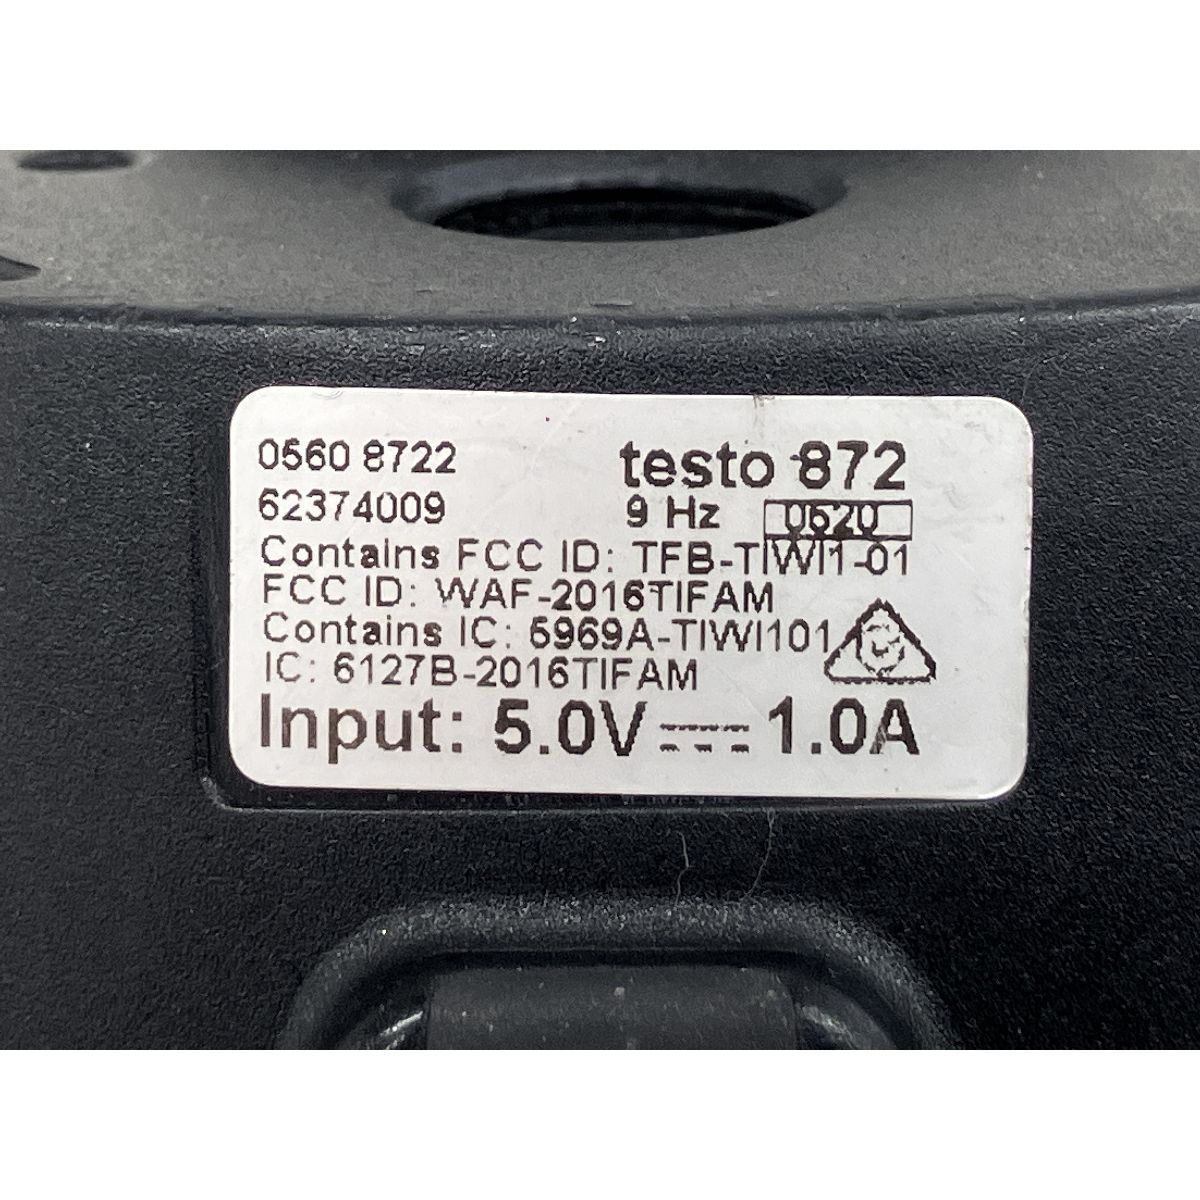 0560 8722 testo 872
62374009 9 Hz 0620
Contains FCC ID: TFB-TIWI1-01
FCC ID: WAF-2016TIFAM
Contains IC: 5969A-TIWI101
IC: 6127B-2016TIFAM
Input: 5.0V ⎓ 1.0A